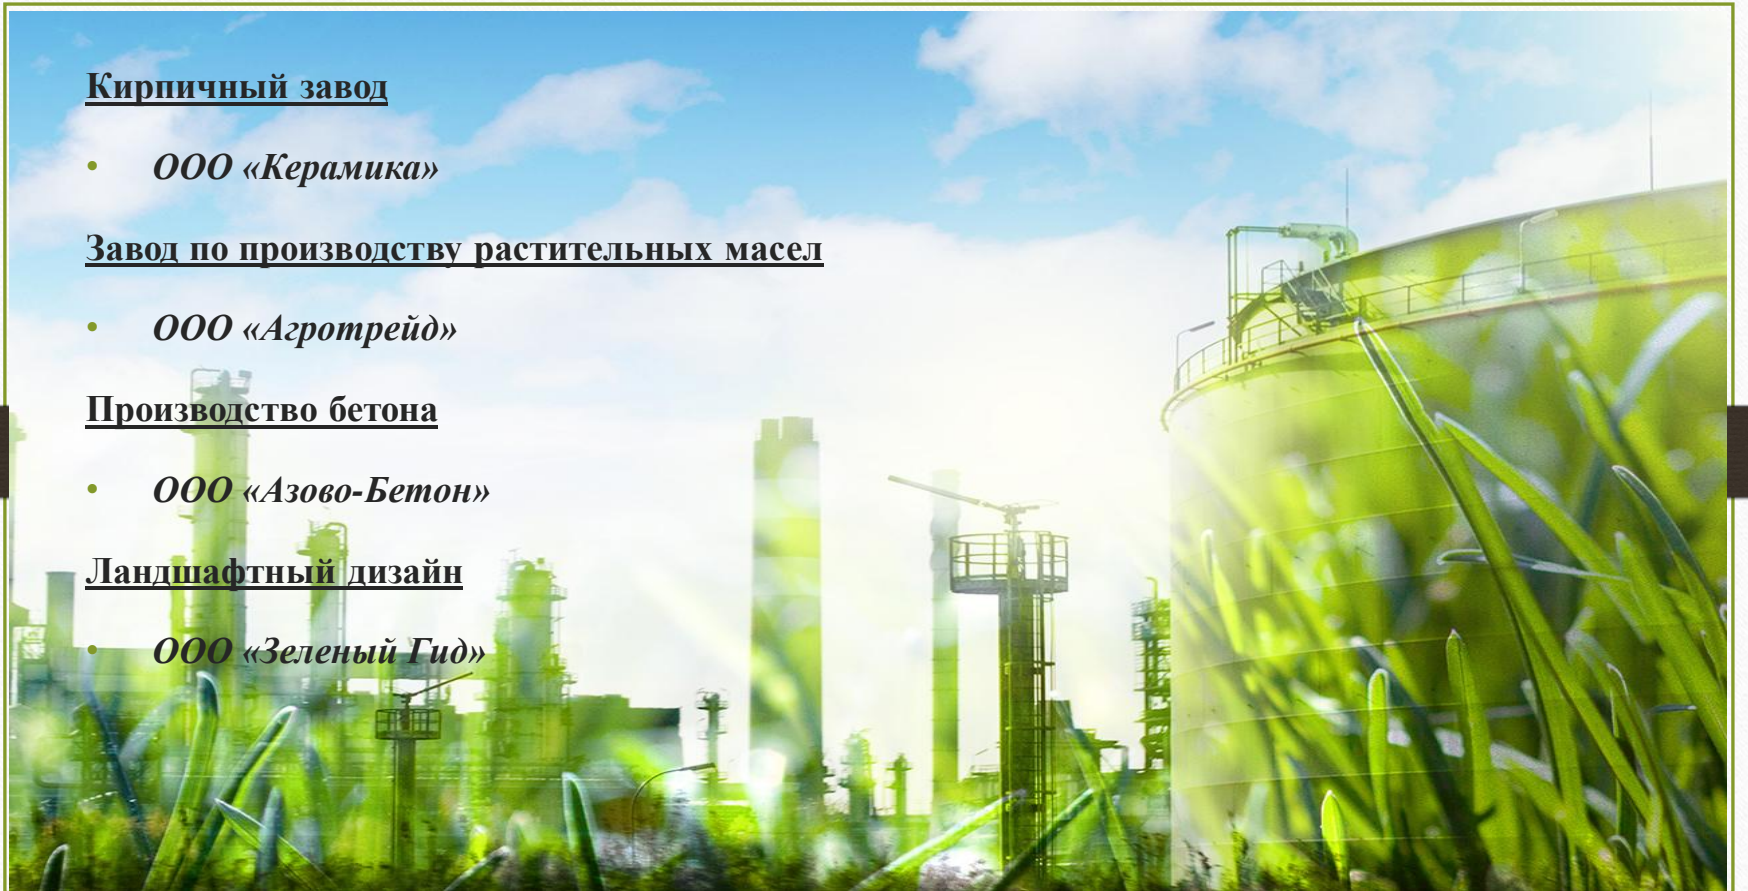 Кирпичный завод
• ООО «Керамика»
Завод по производству растительных масел
• ООО «Агротрейд»
Производство бетона
• ООО «Азово-Бетон»
Ландшафтный дизайн
• ООО «Зеленый Гид»